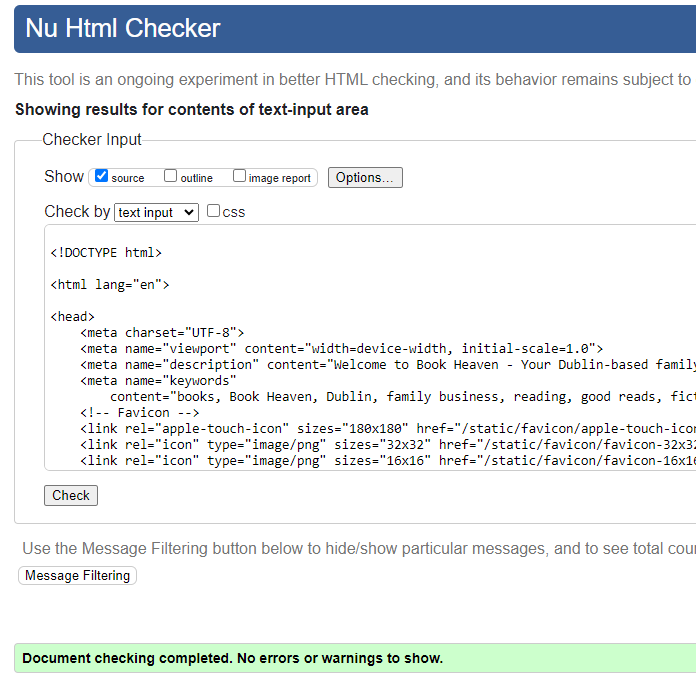 Nu Html Checker
This tool is an ongoing experiment in better HTML checking, and its behavior remains subject to
Showing results for contents of text-input area
Checker Input
Show source outline image report Options...
Check by text input css
<!DOCTYPE html>
<html lang="en">
<head>
<meta charset="UTF-8">
<meta name="viewport" content="width=device-width, initial-scale=1.0">
<meta name="description" content="Welcome to Book Heaven - Your Dublin-based family
<meta name="keywords"
content="books, Book Heaven, Dublin, family business, reading, good reads, fict
<!-- Favicon -->
<link rel="apple-touch-icon" sizes="180x180" href="/static/favicon/apple-touch-icon
<link rel="icon" type="image/png" sizes="32x32" href="/static/favicon/favicon-32x32
<link rel="icon" type="image/png" sizes="16x16" href="/static/favicon/favicon-16x16
Check
Use the Message Filtering button below to hide/show particular messages, and to see total cou
Message Filtering
Document checking completed. No errors or warnings to show.